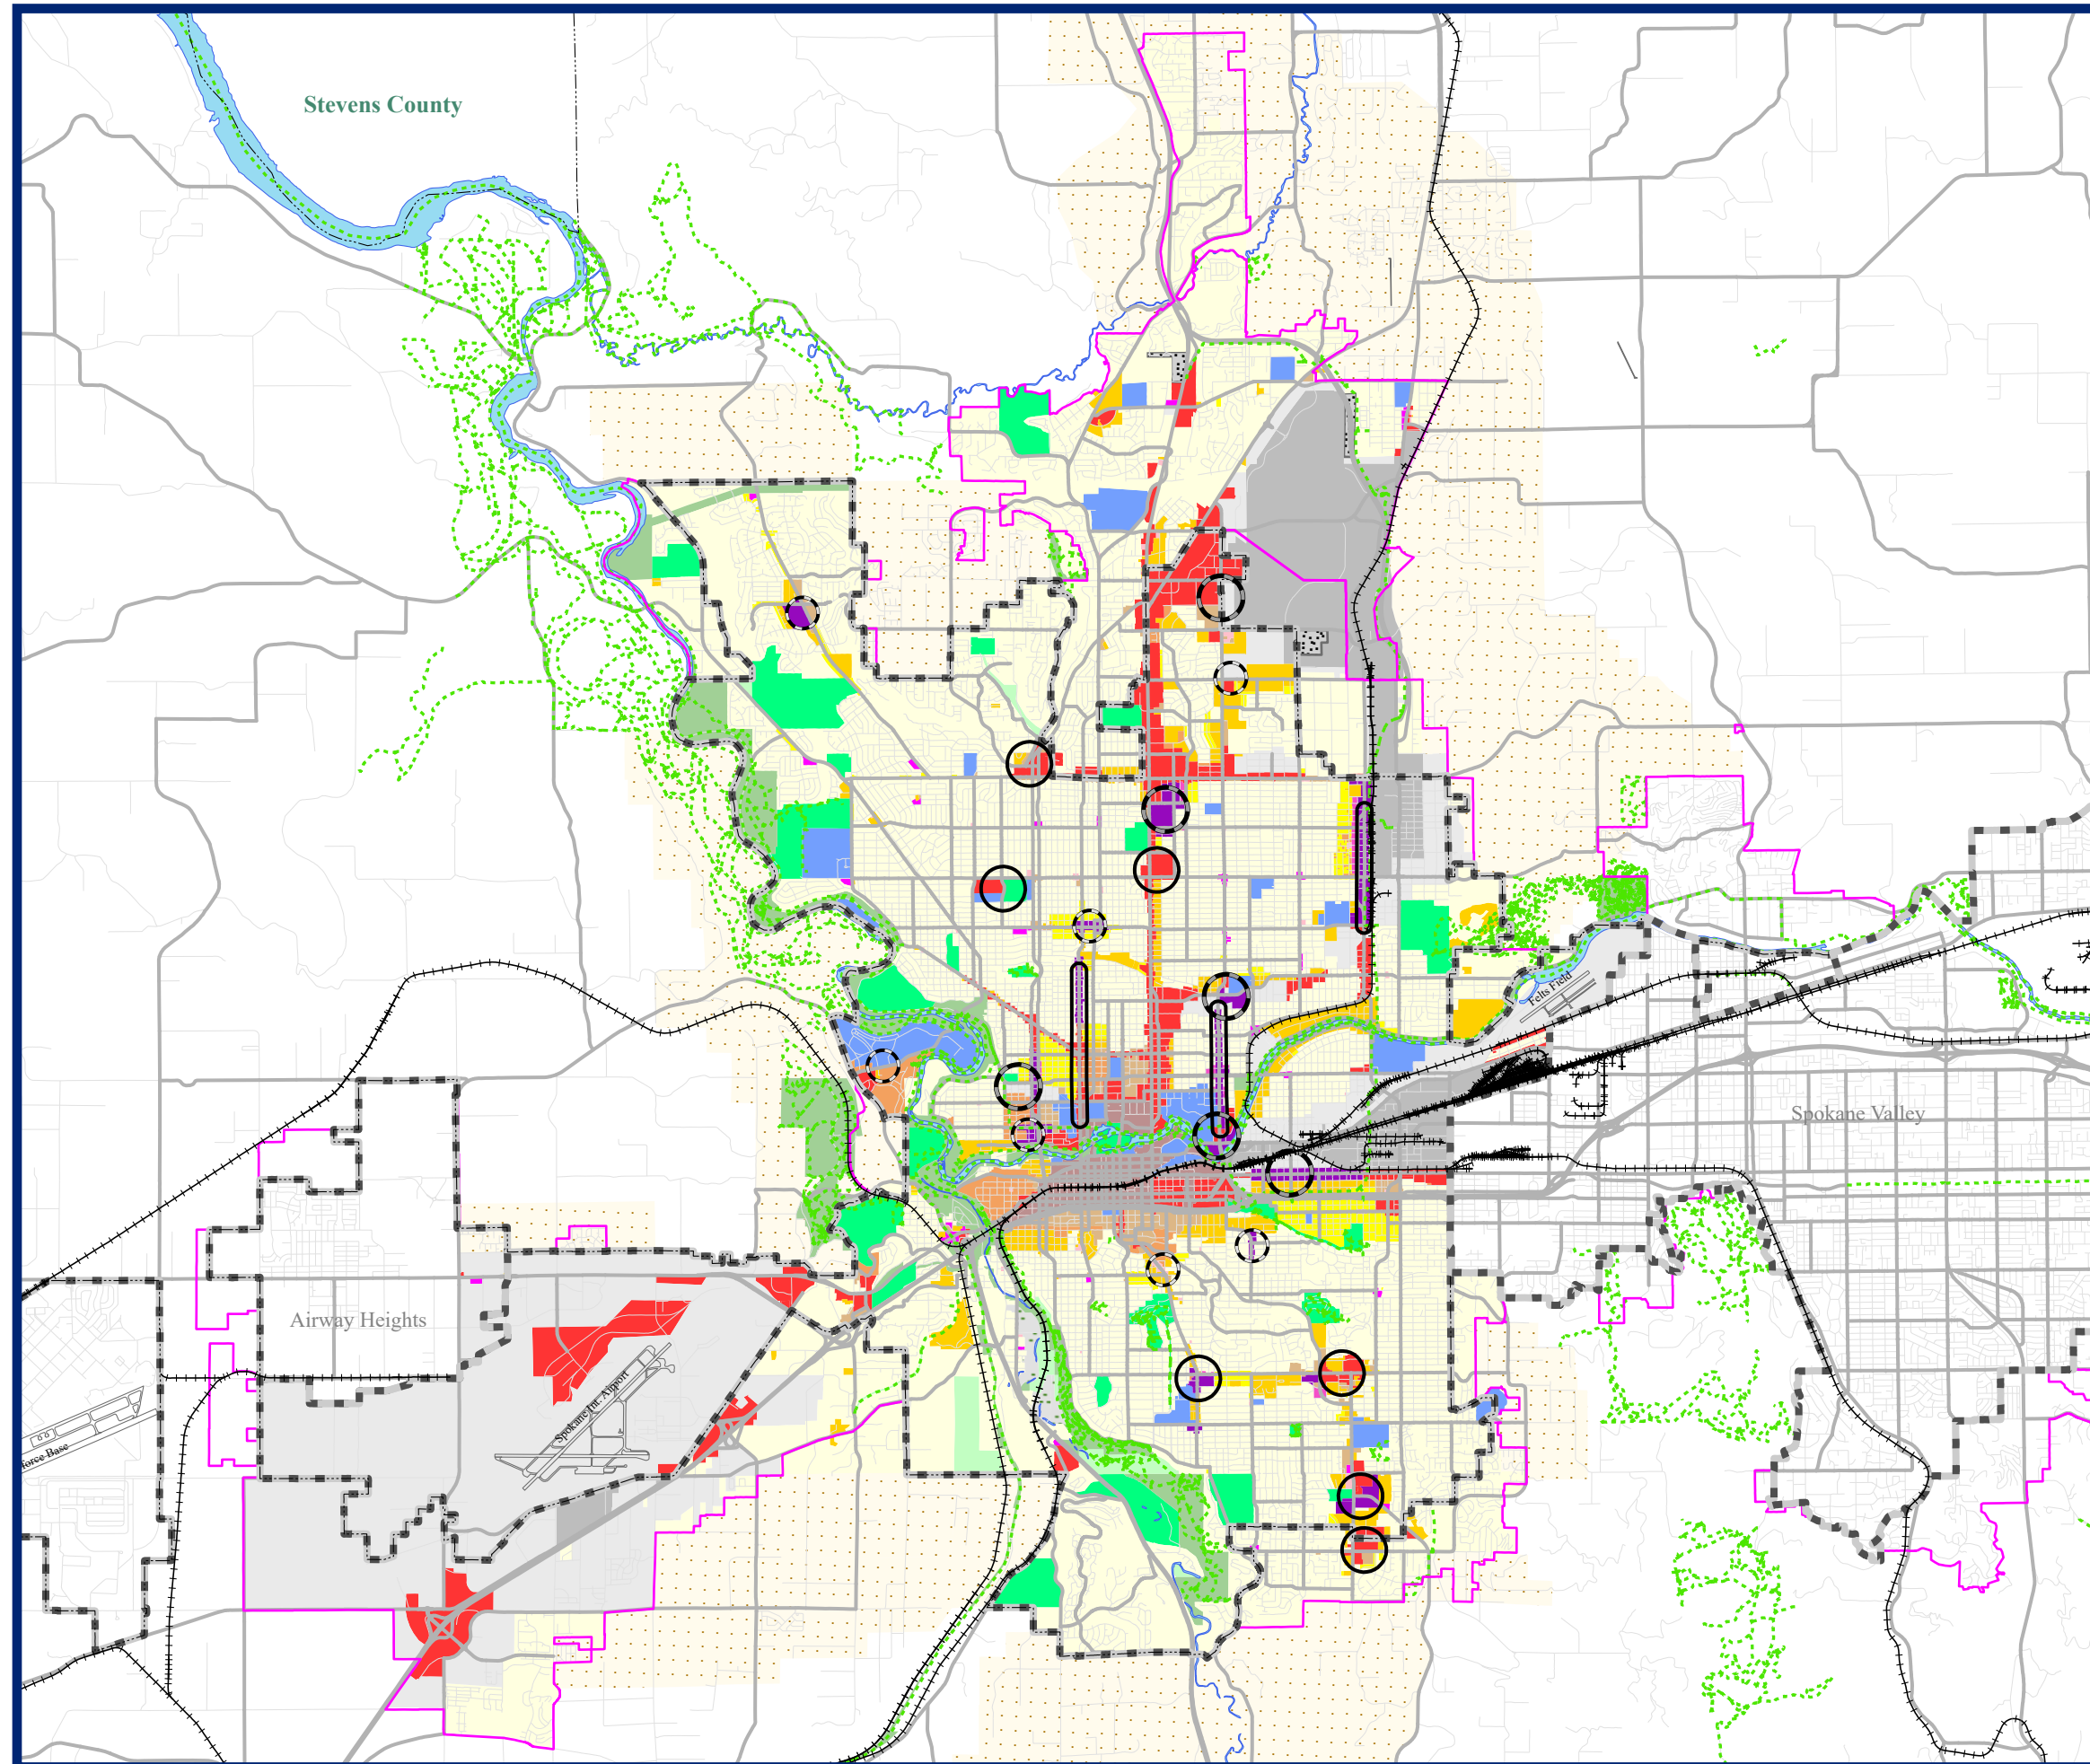 Stevens County
Felts Field
Spokane Valley
Airway Heights
Spokane Int. Airport
force Base